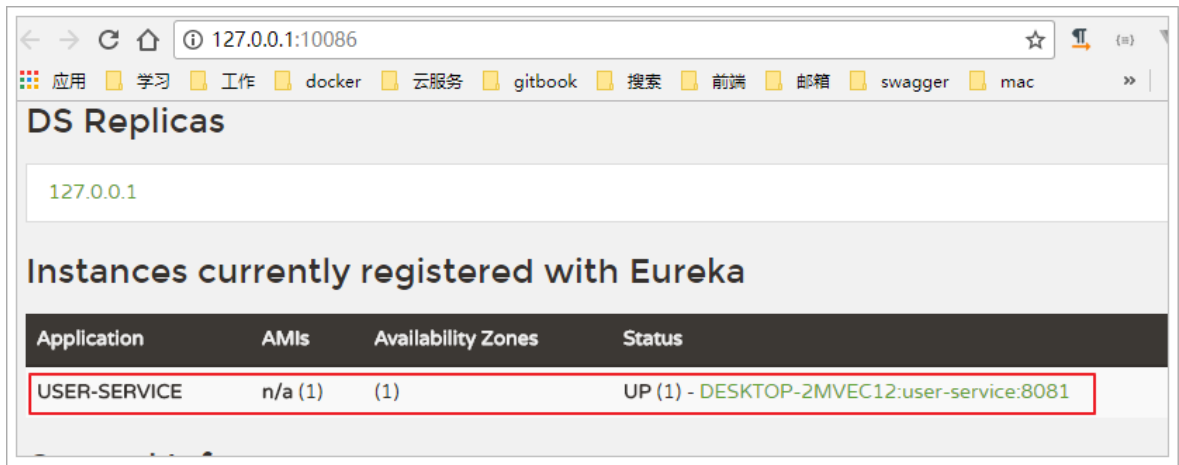 127.0.0.1:10086
应用 学习 工作 docker 云服务 gitbook 搜索 前端 邮箱 swagger mac »
DS Replicas
127.0.0.1
Instances currently registered with Eureka
Application AMIs Availability Zones Status
USER-SERVICE n/a (1) (1) UP (1) - DESKTOP-2MVEC12:user-service:8081